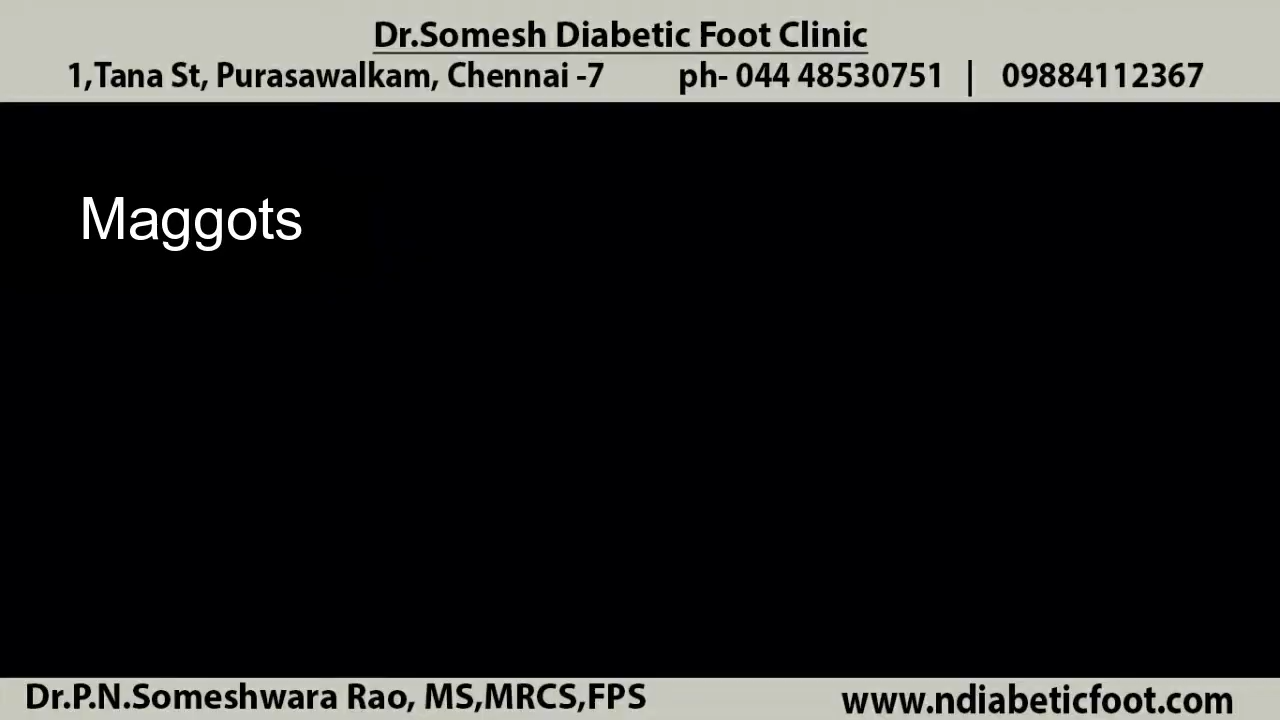 Dr.Somesh Diabetic Foot Clinic
1,Tana St, Purasawalkam, Chennai -7 ph- 044 48530751 | 09884112367
Maggots
Dr.P.N.Someshwara Rao, MS,MRCS,FPS www.ndiabeticfoot.com